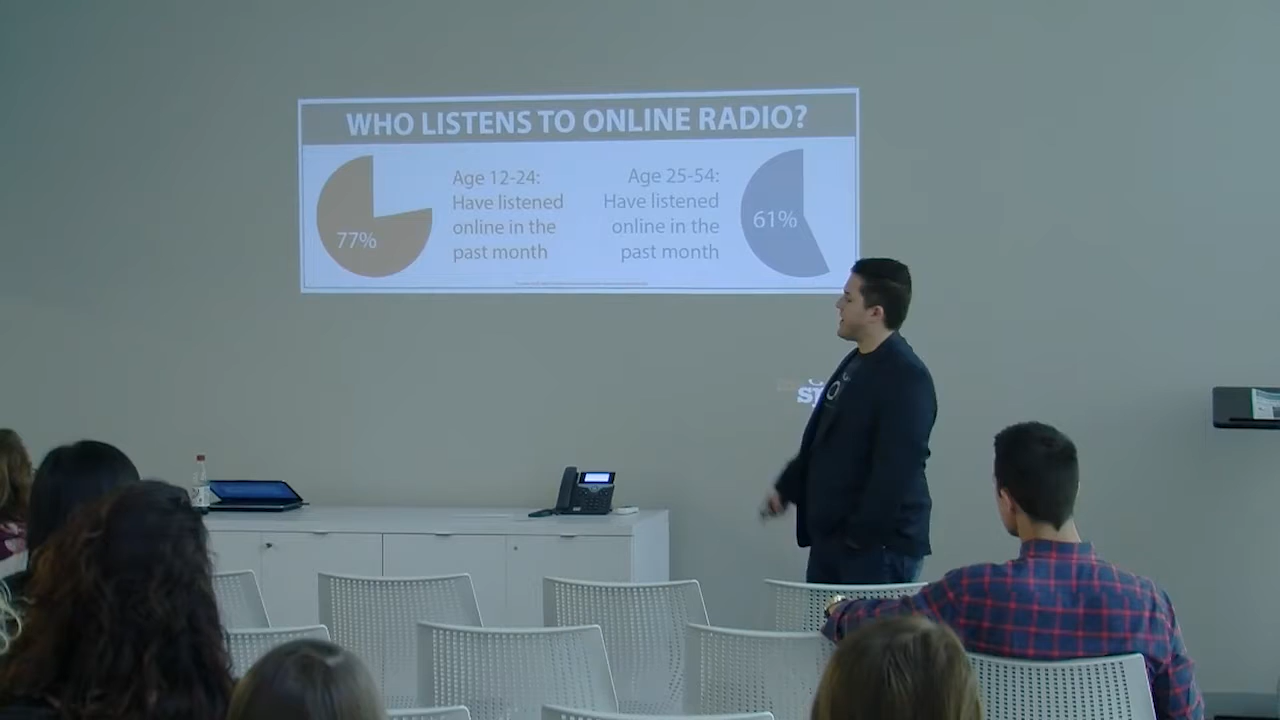 WHO LISTENS TO ONLINE RADIO?
77%
Age 12-24:
Have listened
online in the
past month
Age 25-54:
Have listened
online in the
past month
61%